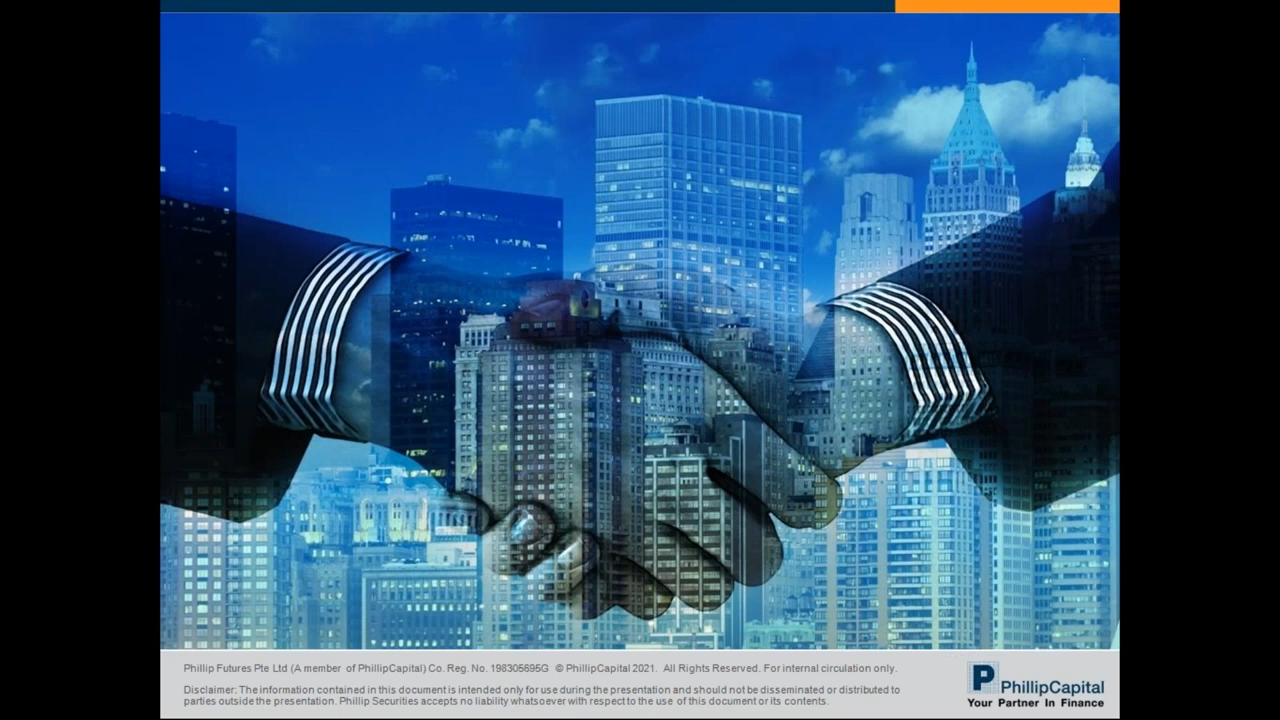 Phillip Futures Pte Ltd (A member of PhillipCapital) Co. Reg. No. 198305695G © PhillipCapital 2021. All Rights Reserved. For internal circulation only.
Disclaimer: The information contained in this document is intended only for use during the presentation and should not be disseminated or distributed to
parties outside the presentation. Phillip Securities accepts no liability whatsoever with respect to the use of this document or its contents.
P PhillipCapital
Your Partner In Finance